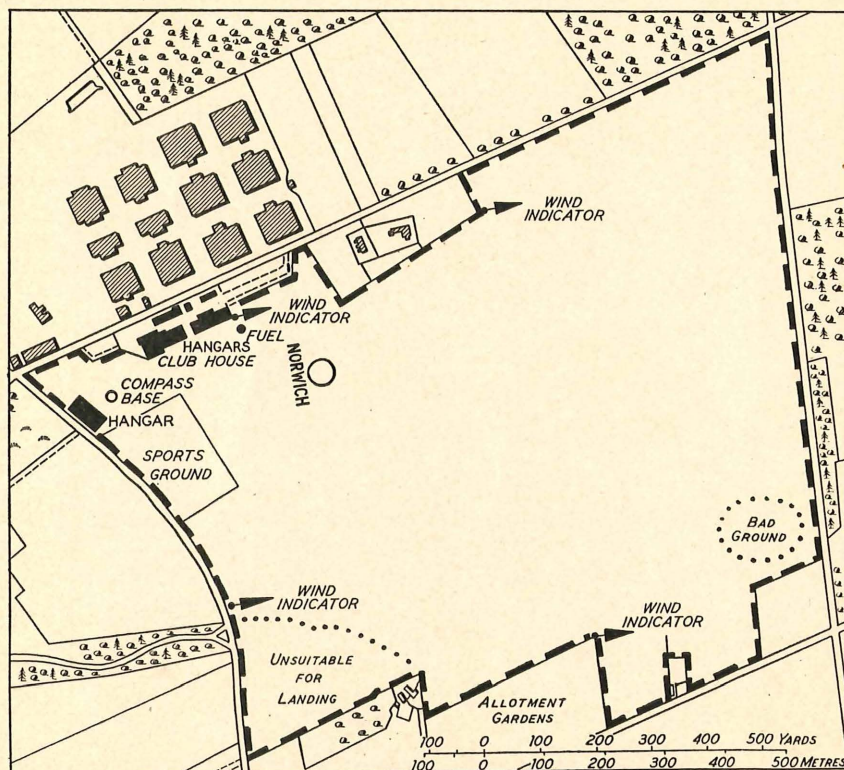 WIND
INDICATOR
WIND
INDICATOR
FUEL
HANGARS
CLUB HOUSE
NORWICH
COMPASS
BASE
HANGAR
SPORTS
GROUND
BAD
GROUND
WIND
INDICATOR
WIND
INDICATOR
UNSUITABLE
FOR
LANDING
ALLOTMENT
GARDENS
100 0 100 200 300 400 500 YARDS
100 0 100 200 300 400 500 METRES